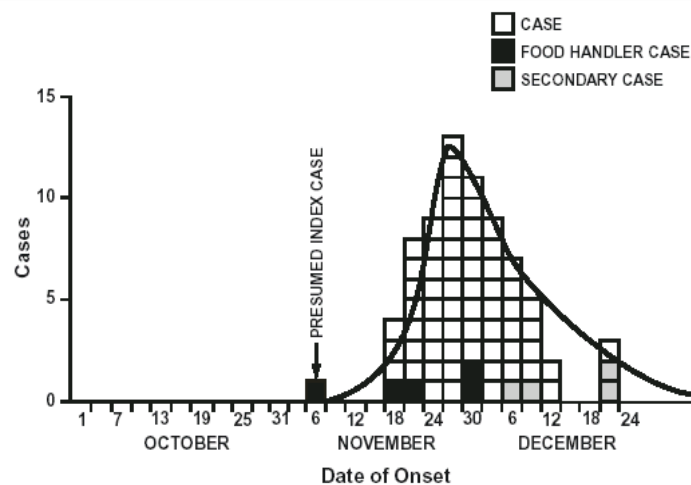 CASE
FOOD HANDLER CASE
SECONDARY CASE
15
10
5
0
Cases
PRESUMED INDEX CASE
1 7 13 19 25 31 6 12 18 24 30 6 12 18 24
OCTOBER NOVEMBER DECEMBER
Date of Onset